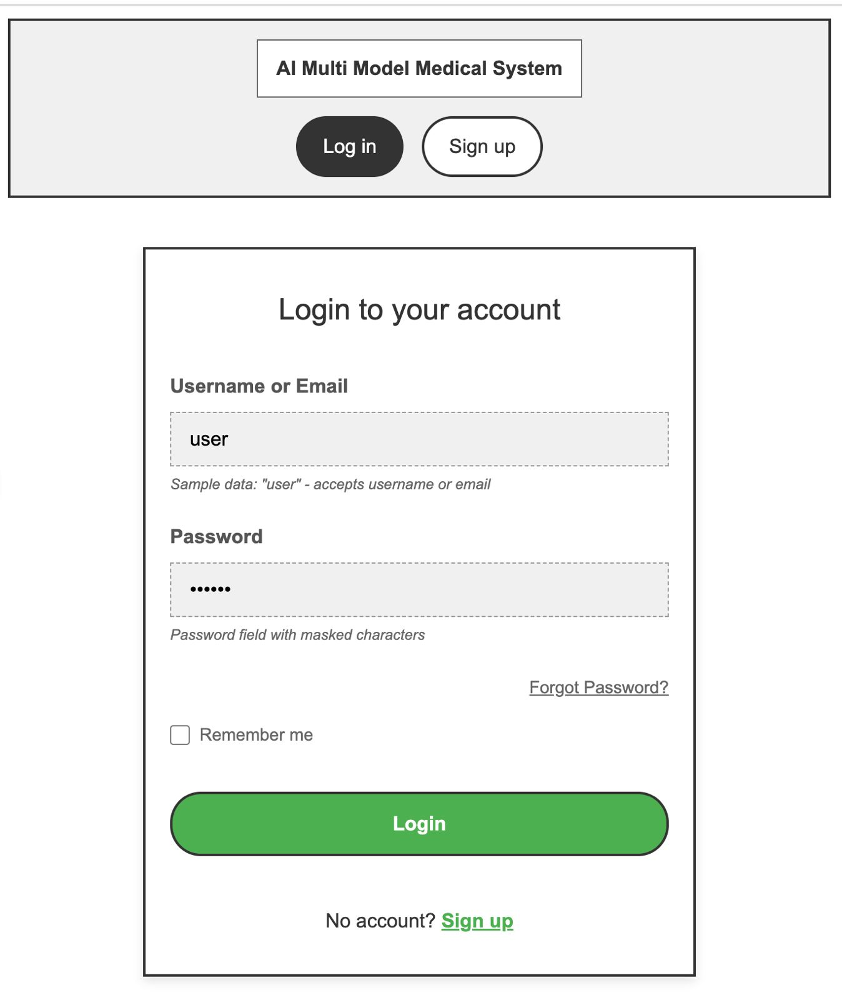 AI Multi Model Medical System
Log in
Sign up
Login to your account
Username or Email
user
Sample data: "user" - accepts username or email
Password
••••••
Password field with masked characters
Forgot Password?
Remember me
Login
No account? Sign up